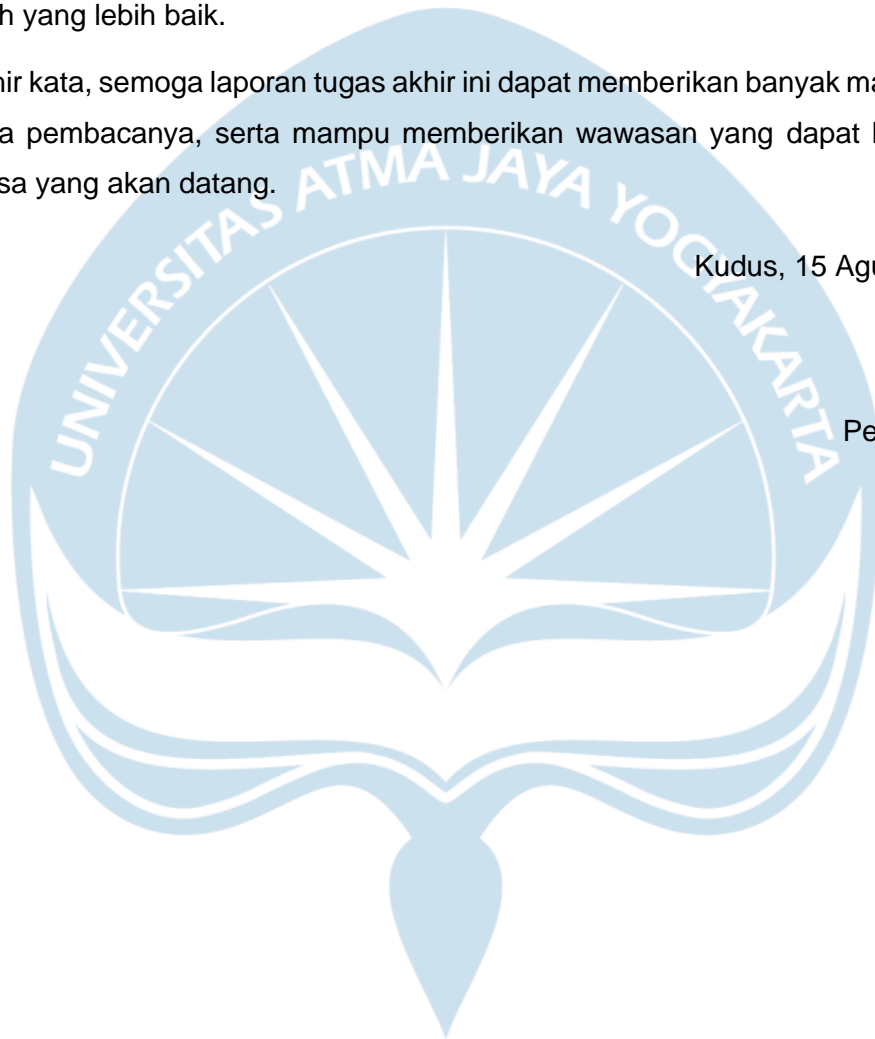 h yang lebih baik.
hir kata, semoga laporan tugas akhir ini dapat memberikan banyak ma
a pembacanya, serta mampu memberikan wawasan yang dapat
sa yang akan datang.
UNIVERSITAS ATMA JAYA YOGYAKARTA
Kudus, 15 Agu
Pe